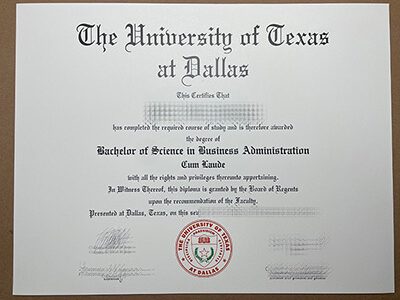 The University of Texas
at Dallas
This Certifies That
has completed the required course of study and is therefore awarded
the degree of
Bachelor of Science in Business Administration
Cum Laude
with all the rights and privileges thereunto appertaining.
In Witness Thereof, this diploma is granted by the Board of Regents
upon the recommendation of the Faculty.
Presented at Dallas, Texas, on this
THE UNIVERSITY OF TEXAS
AT DALLAS